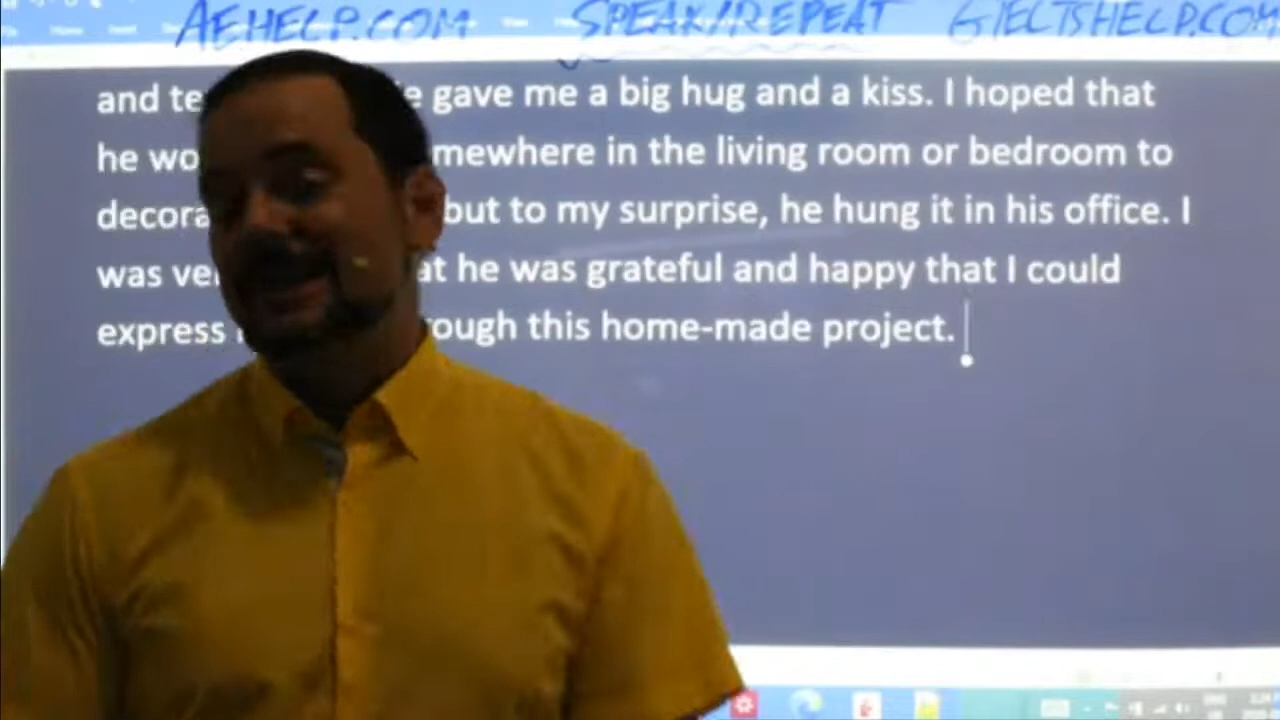 AEHELP.COM SPEAK/REPEAT GIELTSHELP.COM
and te e gave me a big hug and a kiss. I hoped that
he wo mewhere in the living room or bedroom to
decora but to my surprise, he hung it in his office. I
was ve at he was grateful and happy that I could
express rough this home-made project.